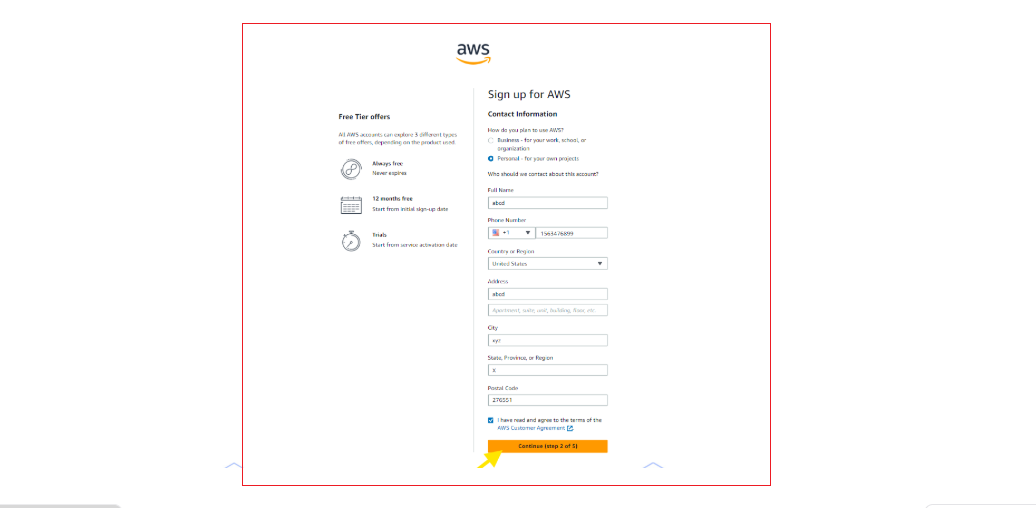 aws
Sign up for AWS
Free Tier offers
All AWS accounts can explore 3 different types
of free offers, depending on the product used.
Always free
Never expires
12 months free
Start from initial sign-up date
Trials
Start from service activation date
Contact Information
How do you plan to use AWS?
Business - for your work, school, or
organization
Personal - for your own projects
Who should we contact about this account?
Full Name
abcd
Phone Number
+1 1563476899
Country or Region
United States
Address
abcd
Apartment, suite, unit, building, floor, etc.
City
xyz
State, Province, or Region
X
Postal Code
276551
I have read and agree to the terms of the
AWS Customer Agreement
Continue (step 2 of 5)